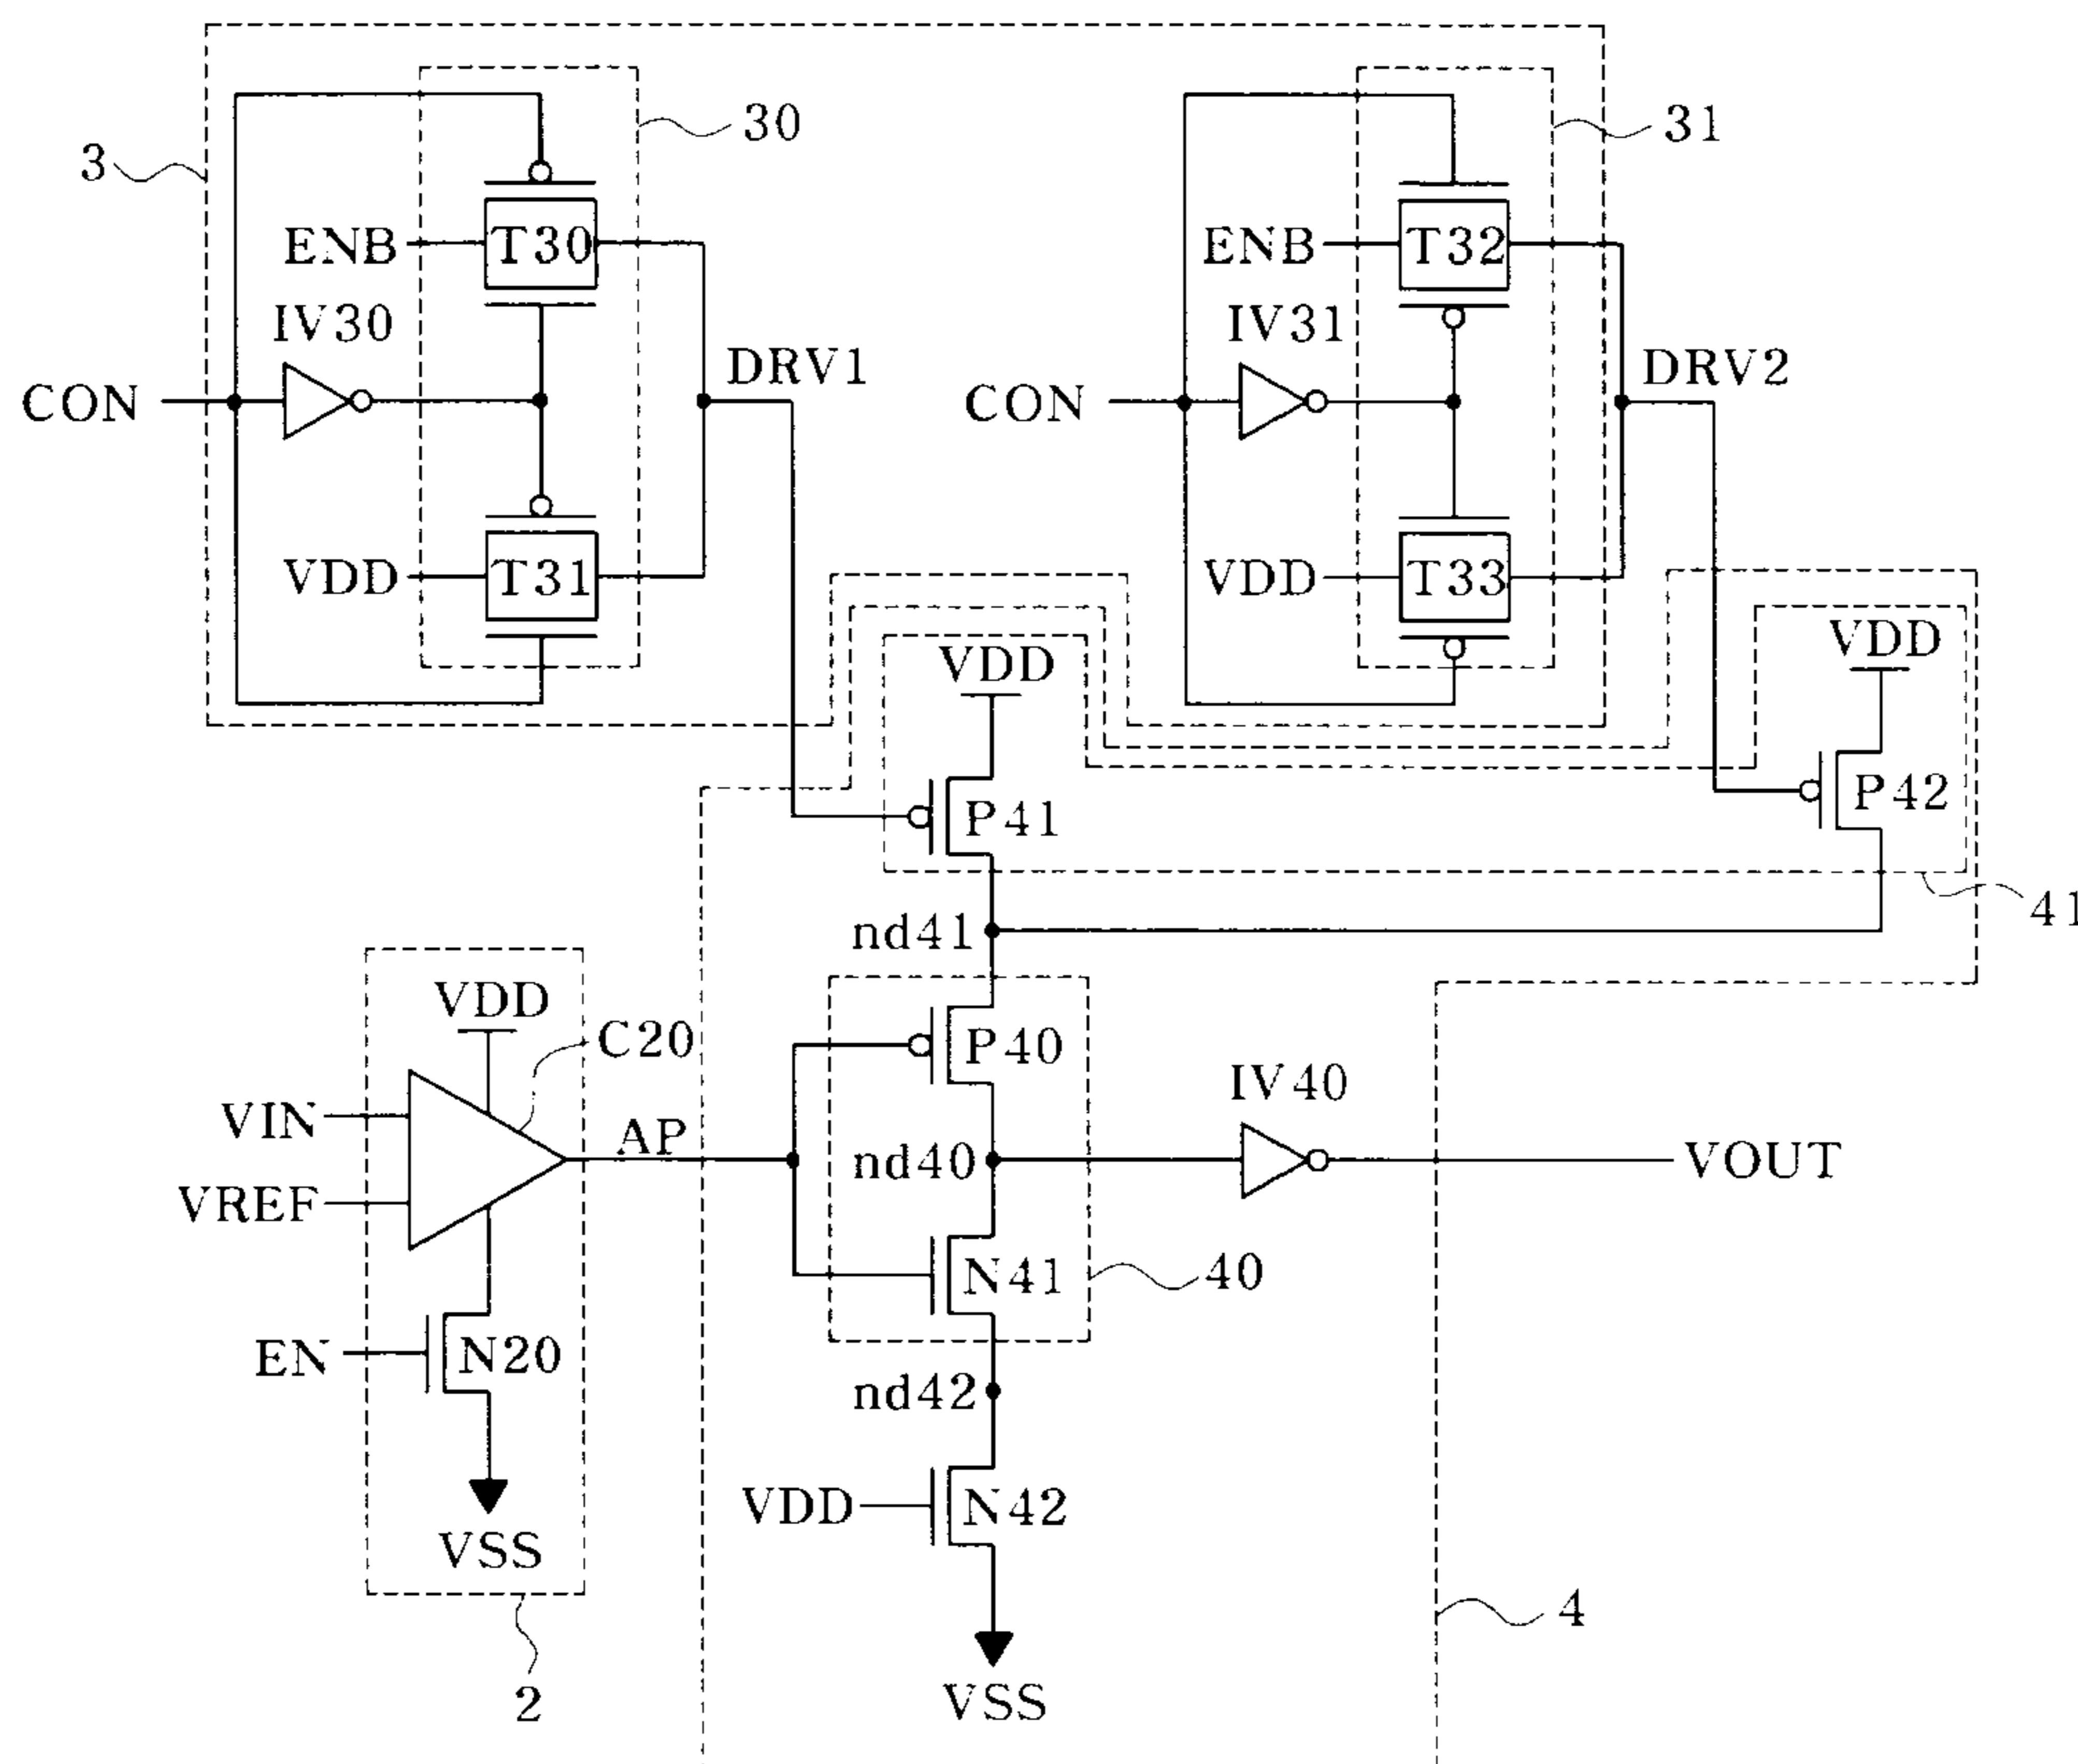 30
31
3
ENB
T30
ENB
T32
IV30
IV31
DRV1
DRV2
CON
CON
VDD
T31
VDD
T33
VDD
VDD
P41
P42
41
nd41
VDD
C20
P40
IV40
VIN
AP
nd40
VOUT
VREF
N41
40
EN
N20
nd42
VDD
N42
VSS
4
2
VSS